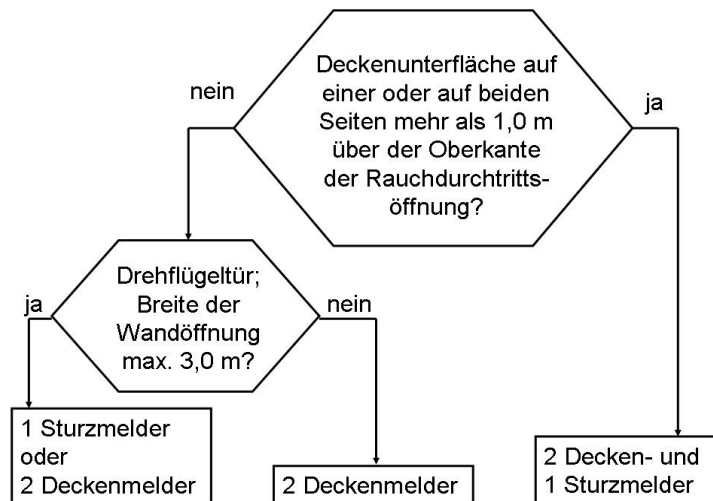 Deckenunterfläche auf
einer oder auf beiden
Seiten mehr als 1,0 m
über der Oberkante
der Rauchdurchtritts-
öffnung?
nein
ja
Drehflügeltür;
Breite der
Wandöffnung
max. 3,0 m?
ja
nein
1 Sturzmelder
oder
2 Deckenmelder
2 Deckenmelder
2 Decken- und
1 Sturzmelder